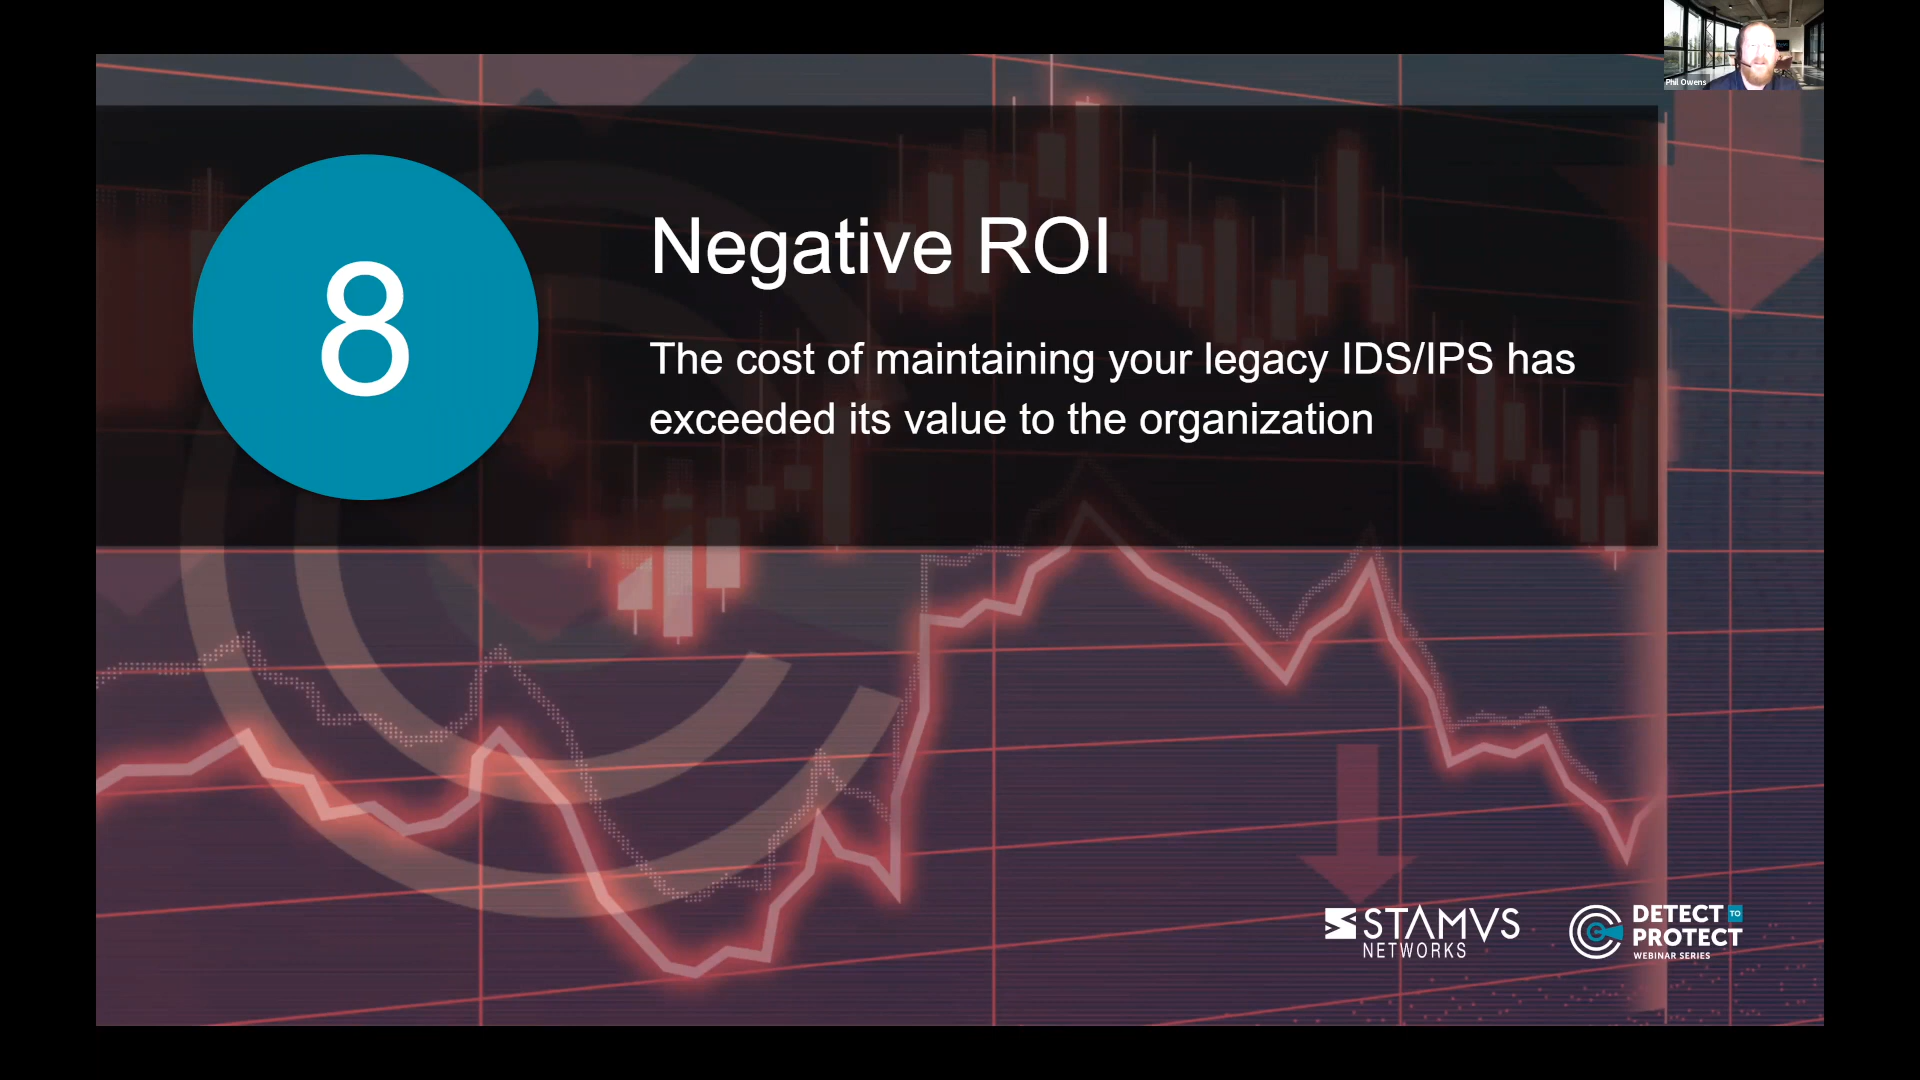 Phil Owens
8
Negative ROI
The cost of maintaining your legacy IDS/IPS has
exceeded its value to the organization
STAMVS
NETWORKS
DETECT TO
PROTECT
WEBINAR SERIES